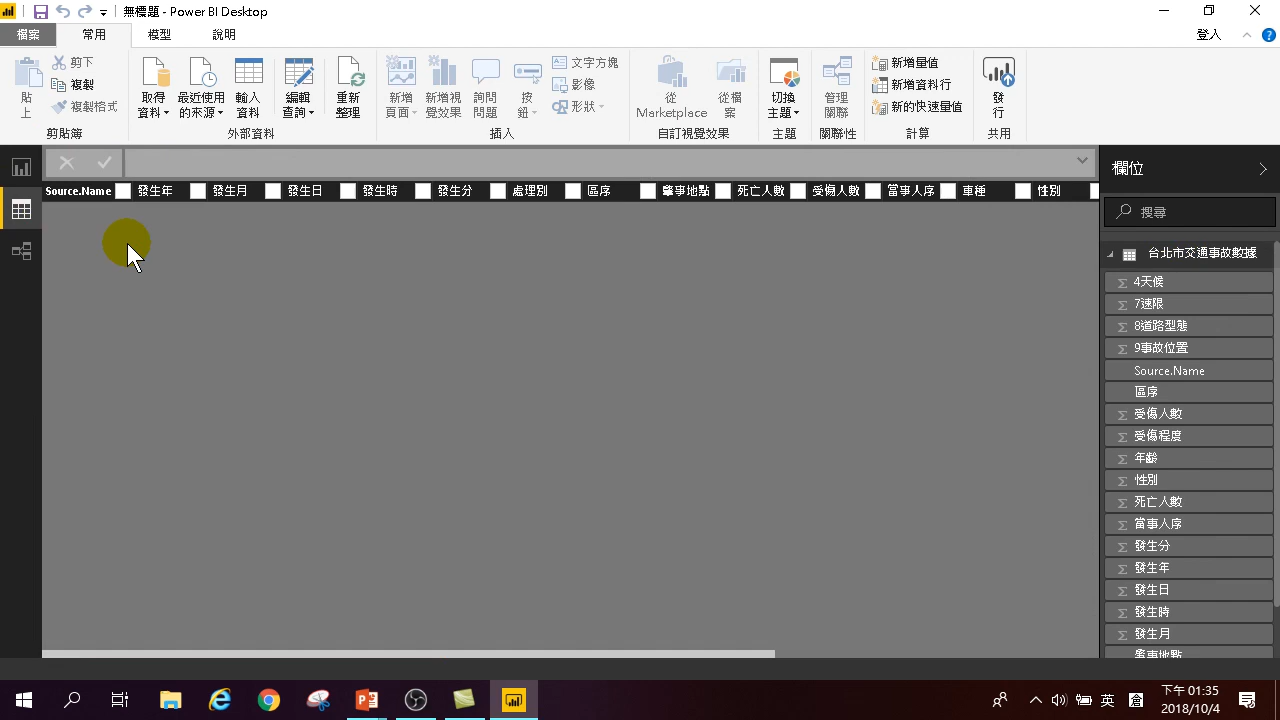 無標題 - Power BI Desktop
檔案 常用 模型 說明 登入
貼上
剪下
複製
複製格式
剪貼簿
取得資料
最近使用的來源
輸入資料
編輯查詢
重新整理
外部資料
新增頁面
新增視覺效果
詢問問題
按鈕
文字方塊
影像
形狀
插入
從 Marketplace
從檔案
自訂視覺效果
切換主題
主題
管理關聯
關聯性
新增量值
新增資料行
新的快速量值
計算
發行
共用
Source.Name 發生年 發生月 發生日 發生時 發生分 處理別 區序 肇事地點 死亡人數 受傷人數 當事人序 車種 性別
欄位
搜尋
台北市交通事故數據
4天候
7速限
8道路型態
9事故位置
Source.Name
區序
受傷人數
受傷程度
年齡
性別
死亡人數
當事人序
發生分
發生年
發生日
發生時
發生月
肇事地點
英
下午 01:35
2018/10/4